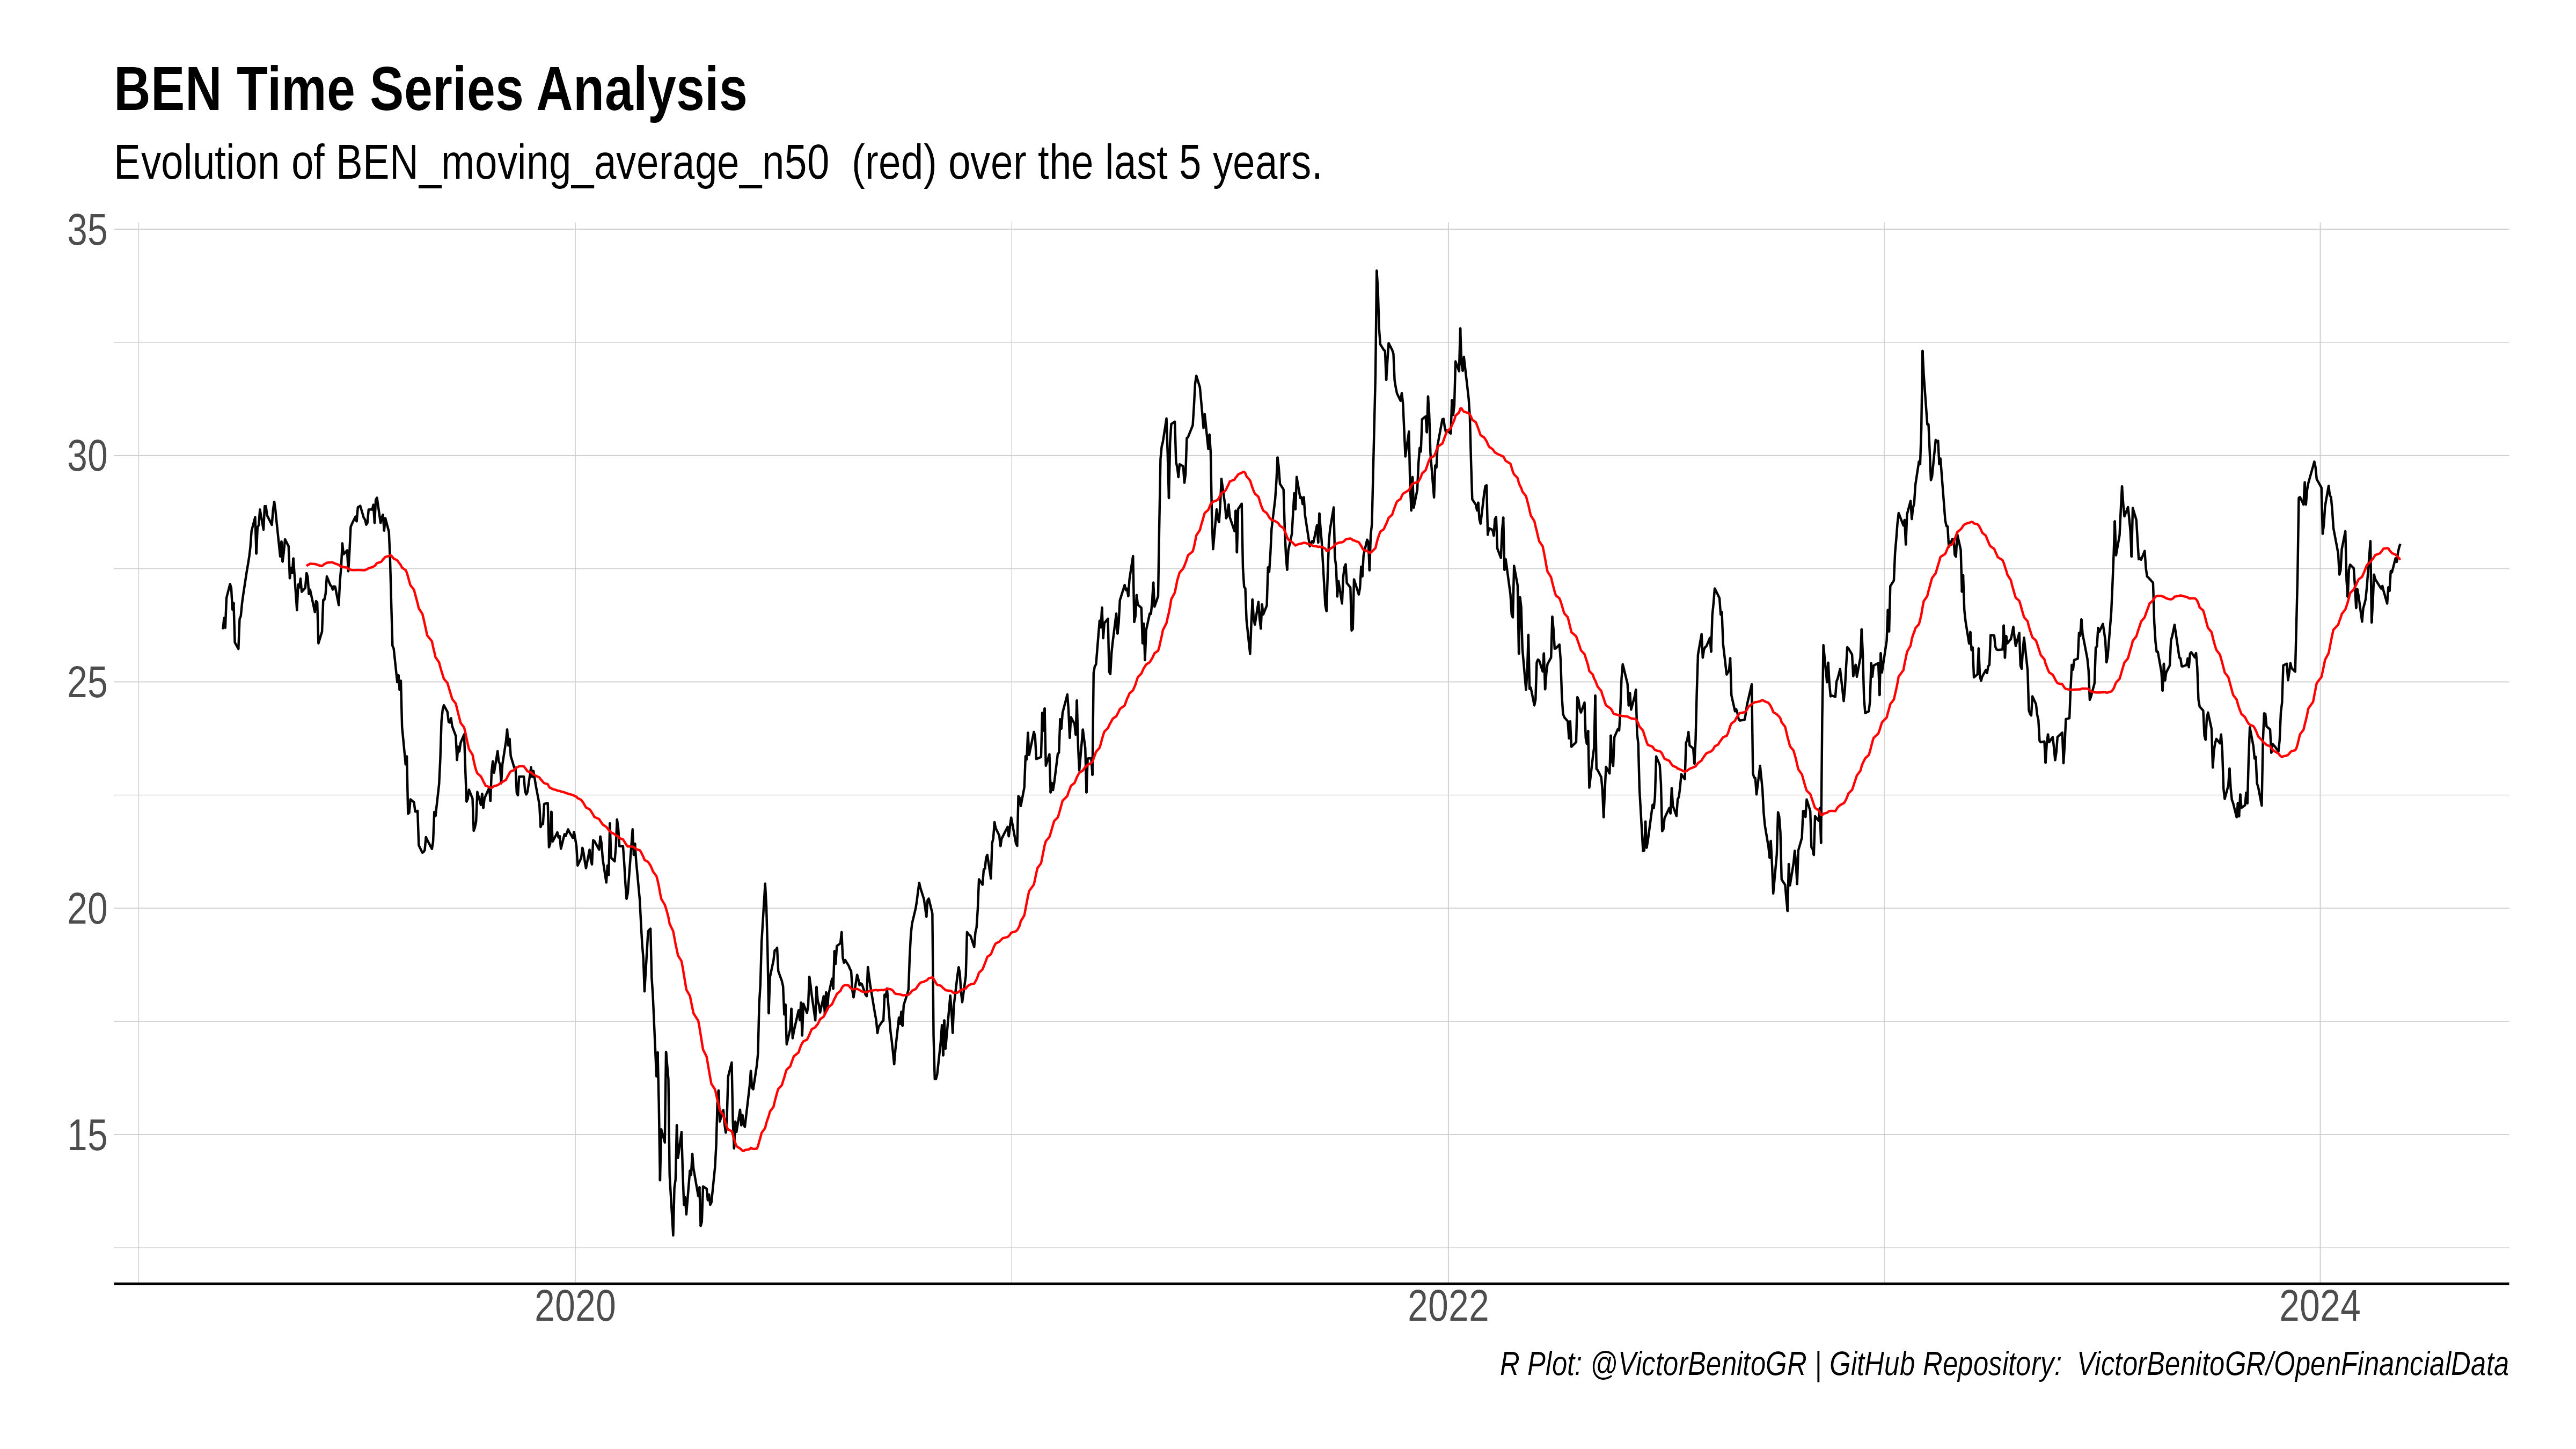 BEN Time Series Analysis
Evolution of BEN_moving_average_n50  (red) over the last 5 years.
35
30
25
20
15
2020
2022
2024
R Plot: @VictorBenitoGR | GitHub Repository:  VictorBenitoGR/OpenFinancialData